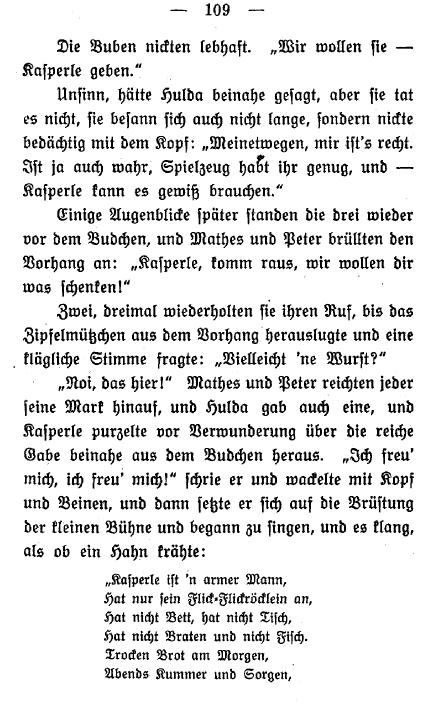 — 109 —
Die Buben nickten lebhaft. „Wir wollen sie —
Kasperle geben.“
Unsinn, hätte Hulda beinahe gesagt, aber sie tat
es nicht, sie besann sich auch nicht lange, sondern nickte
bedächtig mit dem Kopf: „Meinetwegen, mir ist's recht.
Ist ja auch wahr, Spielzeug habt ihr genug, und —
Kasperle kann es gewiß brauchen.“
Einige Augenblicke später standen die drei wieder
vor dem Budchen, und Mathes und Peter brüllten den
Vorhang an: „Kasperle, komm raus, wir wollen dir
was schenken!“
Zwei, dreimal wiederholten sie ihren Ruf, bis das
Zipfelmützchen aus dem Vorhang herauslugte und eine
klägliche Stimme fragte: „Vielleicht 'ne Wurst?“
„Noi, das hier!“ Mathes und Peter reichten jeder
seine Mark hinauf, und Hulda gab auch eine, und
Kasperle purzelte vor Verwunderung über die reiche
Gabe beinahe aus dem Budchen heraus. „Ich freu'
mich, ich freu' mich!“ schrie er und wackelte mit Kopf
und Beinen, und dann setzte er sich auf die Brüstung
der kleinen Bühne und begann zu singen, und es klang,
als ob ein Hahn krähte:
„Kasperle ist 'n armer Mann,
Hat nur sein Flick-Flickröcklein an,
Hat nicht Bett, hat nicht Tisch,
Hat nicht Braten und nicht Fisch.
Trocken Brot am Morgen,
Abends Kummer und Sorgen,